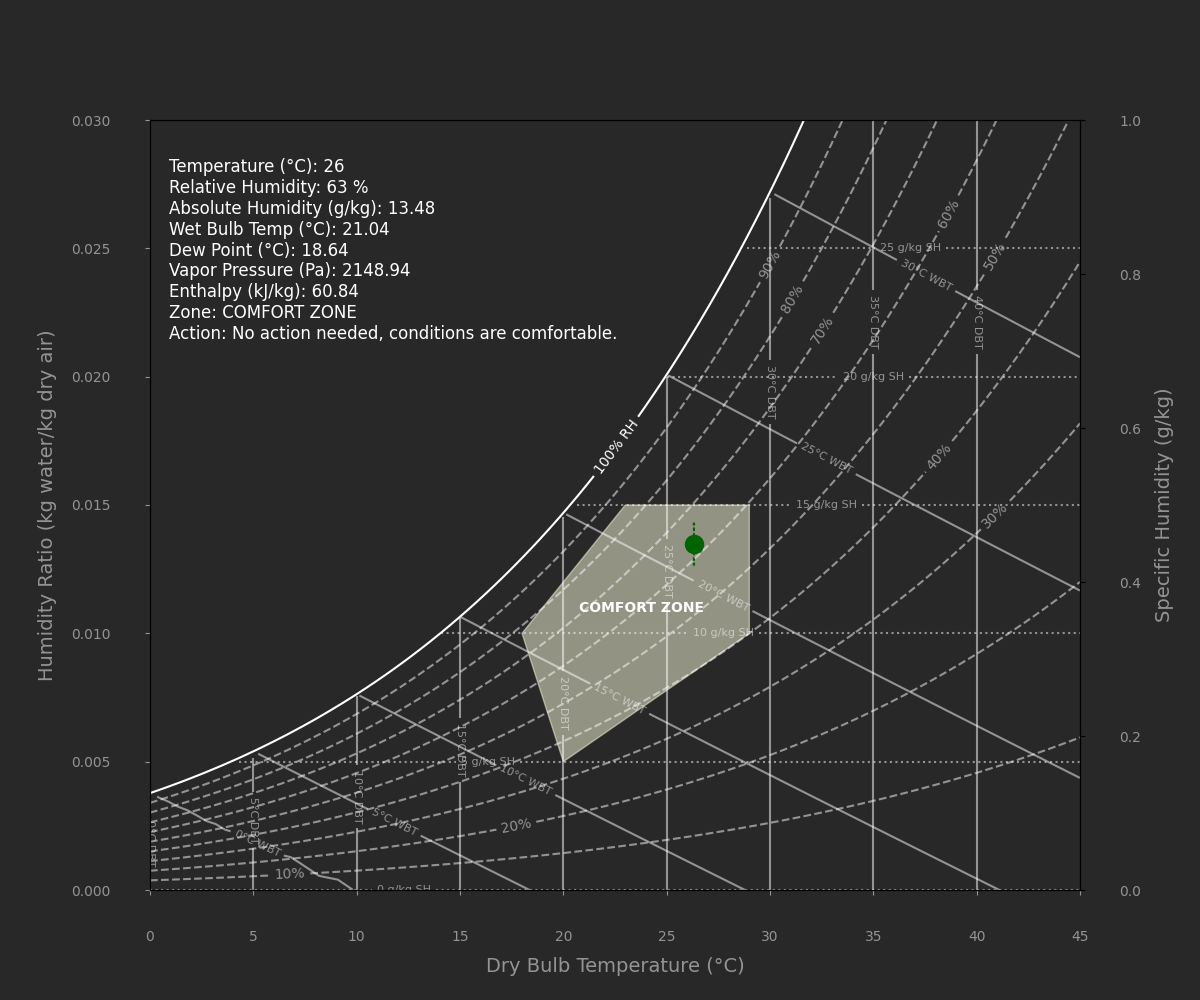 0.030
0.025
0.020
0.015
0.010
0.005
0.000
Humidity Ratio (kg water/kg dry air)
Temperature (°C): 26
Relative Humidity: 63 %
Absolute Humidity (g/kg): 13.48
Wet Bulb Temp (°C): 21.04
Dew Point (°C): 18.64
Vapor Pressure (Pa): 2148.94
Enthalpy (kJ/kg): 60.84
Zone: COMFORT ZONE
Action: No action needed, conditions are comfortable.
100% RH
90%
80%
70%
60%
50%
40%
30%
20%
10%
25 g/kg SH
20 g/kg SH
15 g/kg SH
10 g/kg SH
g/kg SH
0 g/kg SH
30°C WBT
25°C WBT
20°C WBT
15°C WBT
10°C WBT
5°C WBT
0°C WBT
5°C DBT
10°C DBT
15°C DBT
20°C DBT
25°C DBT
30°C DBT
35°C DBT
40°C DBT
COMFORT ZONE
1.0
0.8
0.6
0.4
0.2
0.0
Specific Humidity (g/kg)
0 5 10 15 20 25 30 35 40 45
Dry Bulb Temperature (°C)